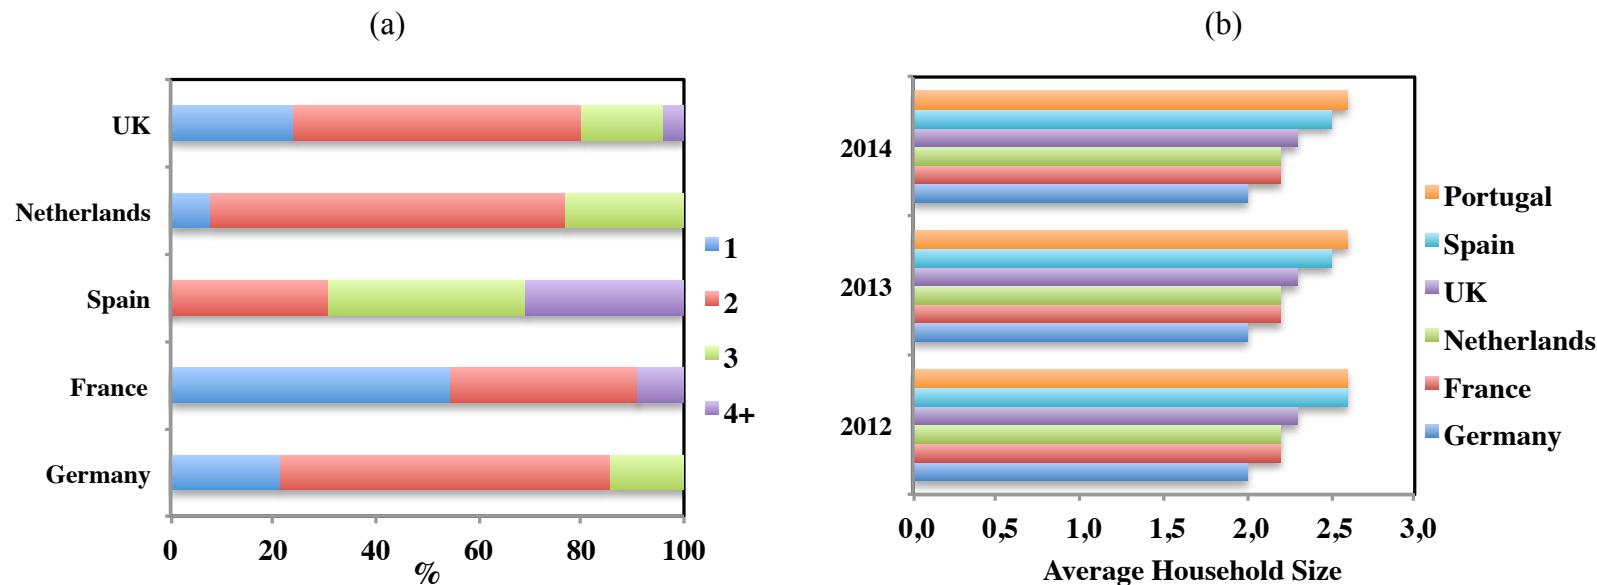 (a)
UK
Netherlands
Spain
France
Germany
0 20 40 60 80 100
%
1
2
3
4+
(b)
2014
2013
2012
0,0 0,5 1,0 1,5 2,0 2,5 3,0
Average Household Size
Portugal
Spain
UK
Netherlands
France
Germany